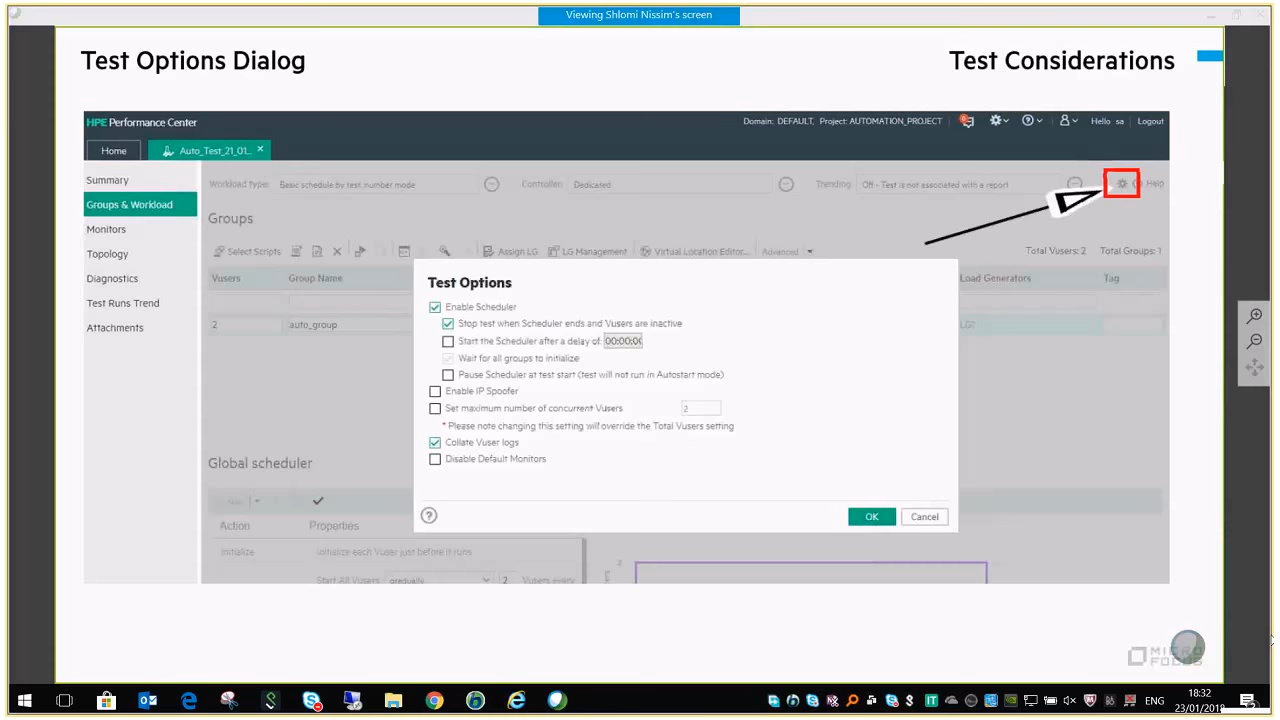 Viewing Shlomi Nissim's screen
Test Options Dialog
Test Considerations
HPE Performance Center
Domain: DEFAULT, Project: AUTOMATION_PROJECT
Hello sa
Logout
Home
Auto_Test_21_01...
Summary
Groups & Workload
Monitors
Topology
Diagnostics
Test Runs Trend
Attachments
Workload type: Basic schedule by test, number mode
Controller: Dedicated
Trending Off - Test is not associated with a report
Help
Groups
Select Scripts
Assign LG
LG Management
Virtual Location Editor...
Advanced
Total Vusers: 2
Total Groups: 1
Vusers
Group Name
Load Generators
Tag
2
auto_group
Test Options
Enable Scheduler
Stop test when Scheduler ends and Vusers are inactive
Start the Scheduler after a delay of:
Wait for all groups to initialize
Pause Scheduler at test start (test will not run in Autostart mode)
Enable IP Spoofer
Set maximum number of concurrent Vusers 2
* Please note changing this setting will override the Total Vusers setting
Collate Vuser logs
Disable Default Monitors
OK
Cancel
Global scheduler
Action
Properties
Initialize
Initialize each Vuser just before it runs
Start All Vusers gradually 2 Vusers every
2
MICRO
FOCUS
ENG
18:32
23/01/2018